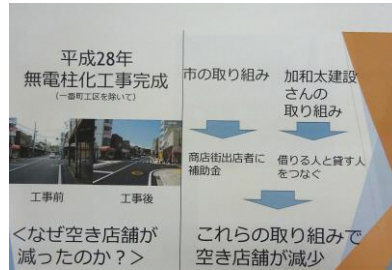 平成28年
無電柱化工事完成
(一番町工区を除いて)
工事前
工事後
<なぜ空き店舗が
減ったのか?>
市の取り組み
加和太建設
さんの
取り組み
商店街出店者に
補助金
借りる人と貸す人
をつなぐ
これらの取り組みで
空き店舗が減少